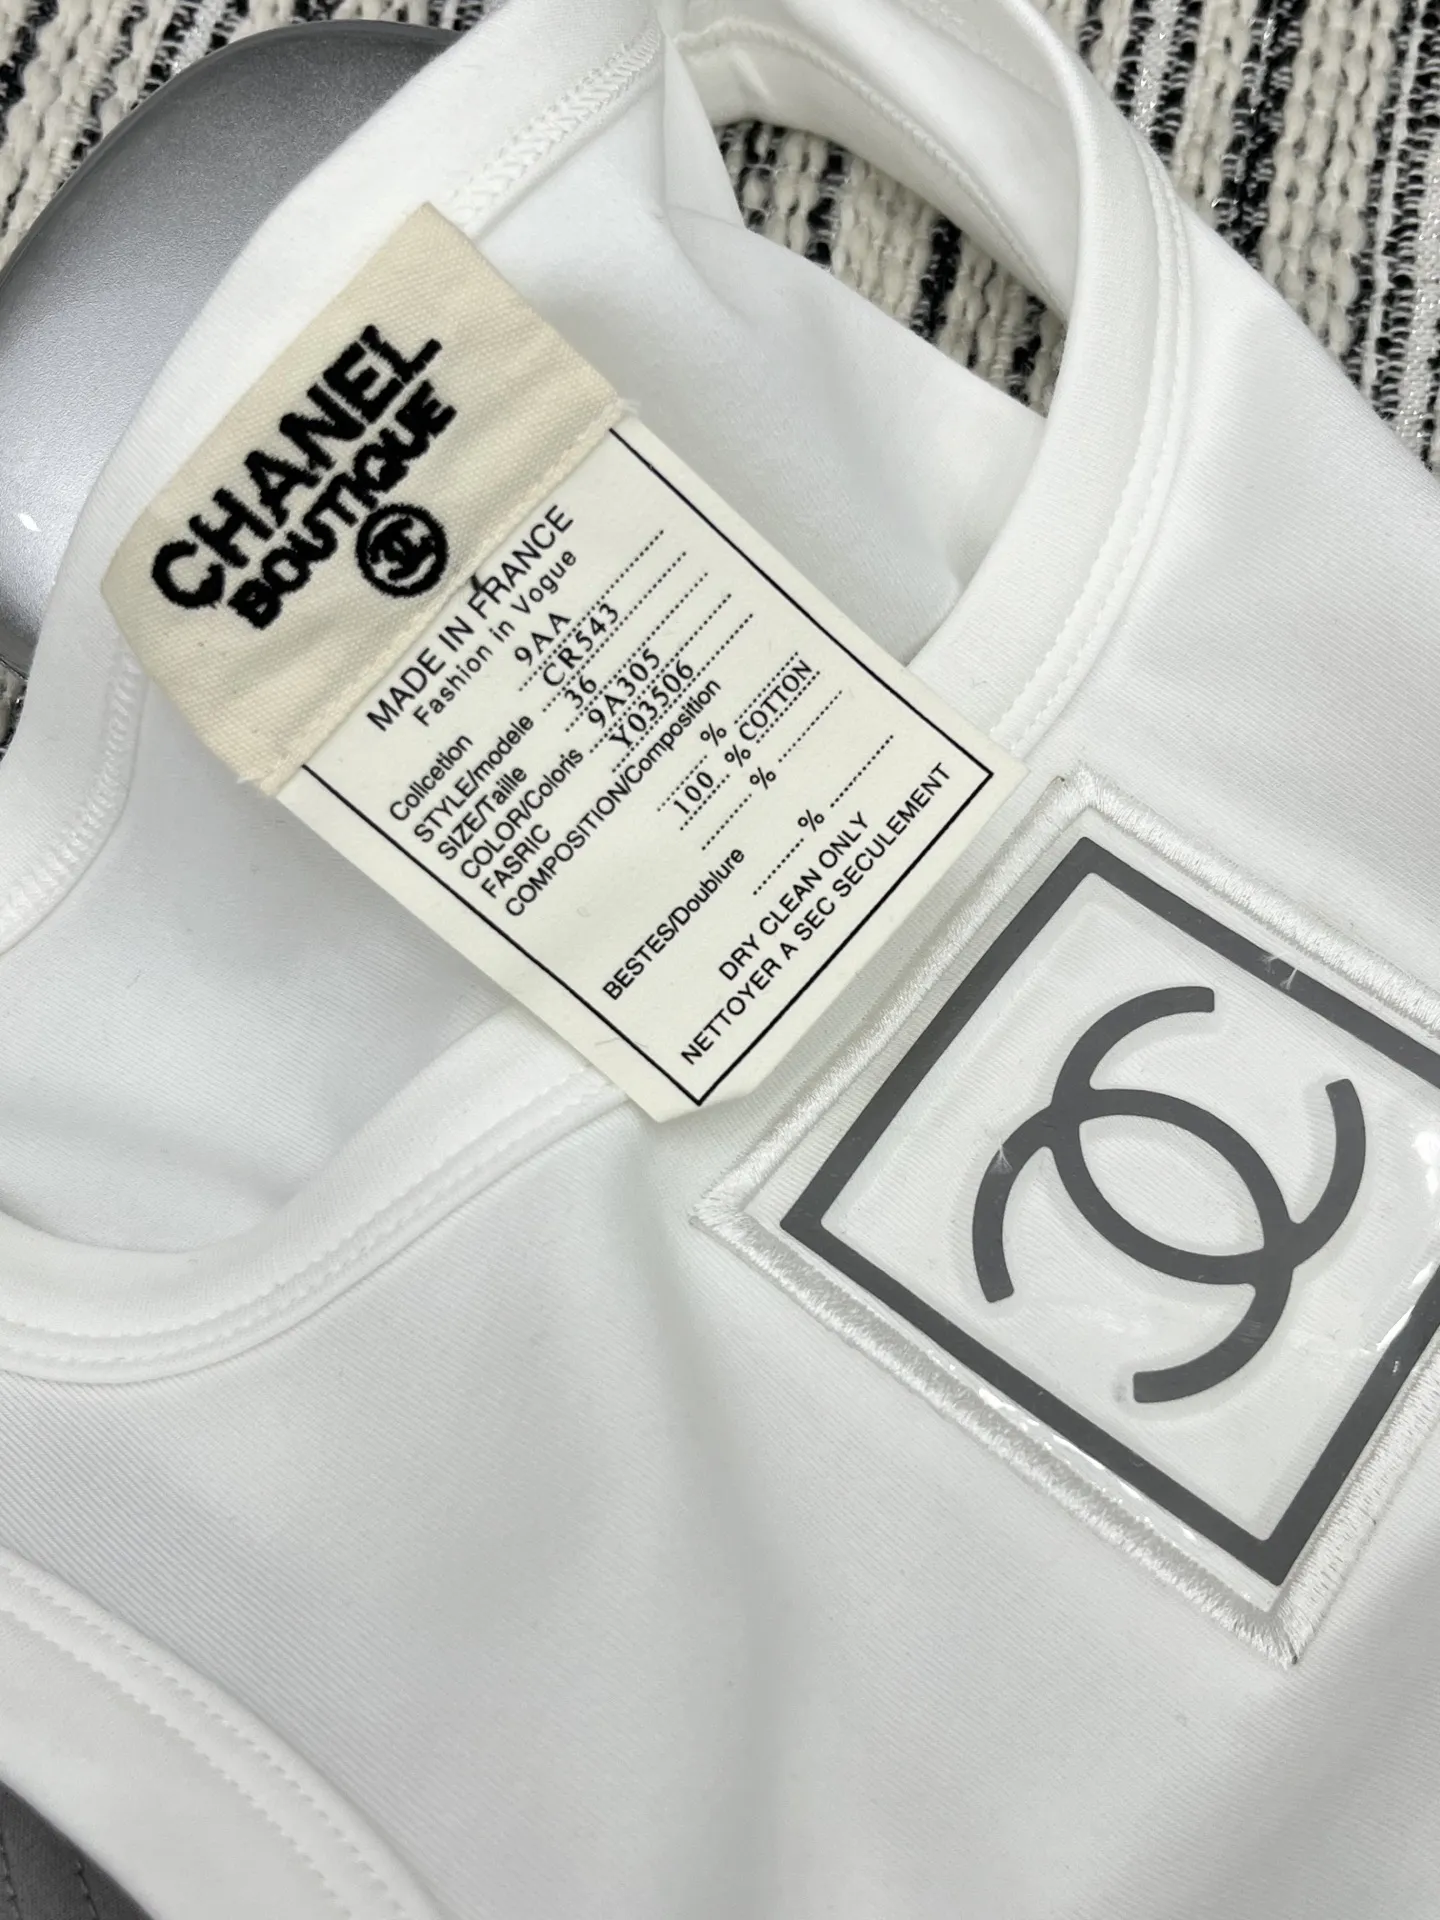 CHANEL
BOUTIQUE
MADE IN FRANCE
Fashion in Vogue
Collcetion 9AA
STYLE/modele CR543
SIZE/Taille 36
COLOR/Coloris 9A305
FASRIC Y03506
COMPOSITION/Composition
%
100 % COTTON
%
BESTES/Doublure %
DRY CLEAN ONLY
NETTOYER A SEC SECULEMENT